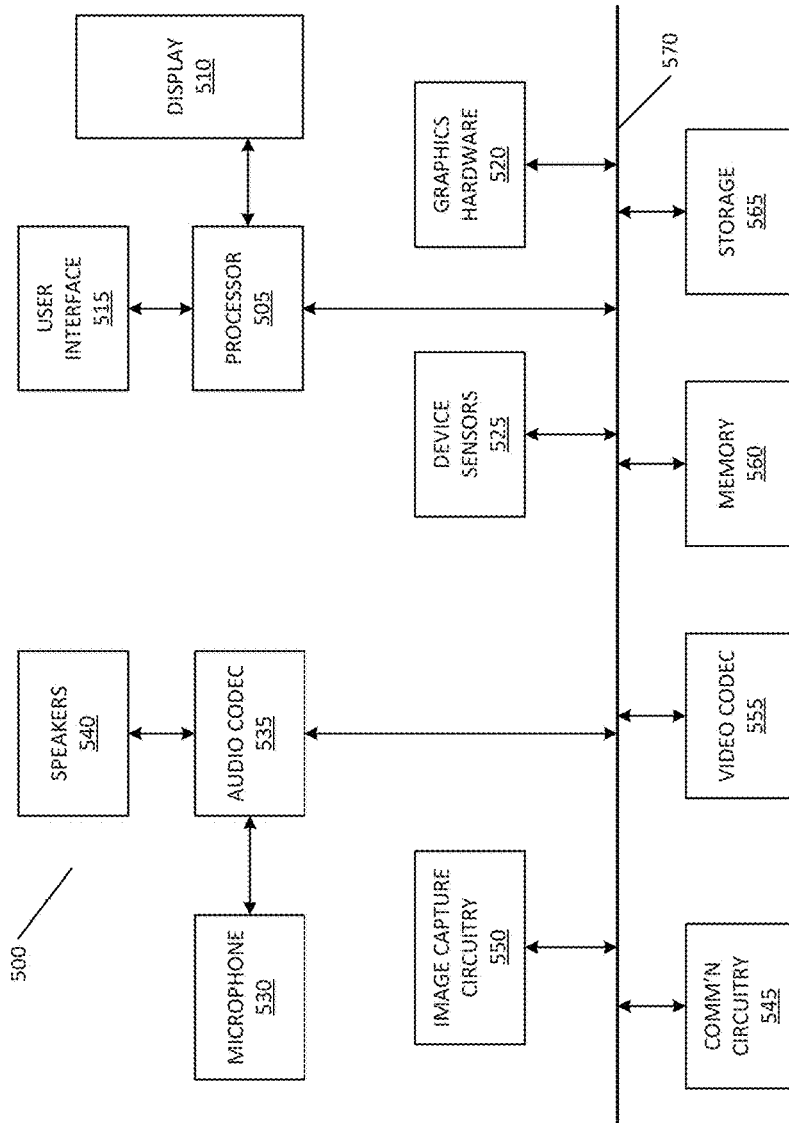 500
SPEAKERS
540
USER
INTERFACE
515
DISPLAY
510
MICROPHONE
530
AUDIO CODEC
535
PROCESSOR
505
IMAGE CAPTURE
CIRCUITRY
550
DEVICE
SENSORS
525
GRAPHICS
HARDWARE
520
570
COMM'N
CIRCUITRY
545
VIDEO CODEC
555
MEMORY
560
STORAGE
565